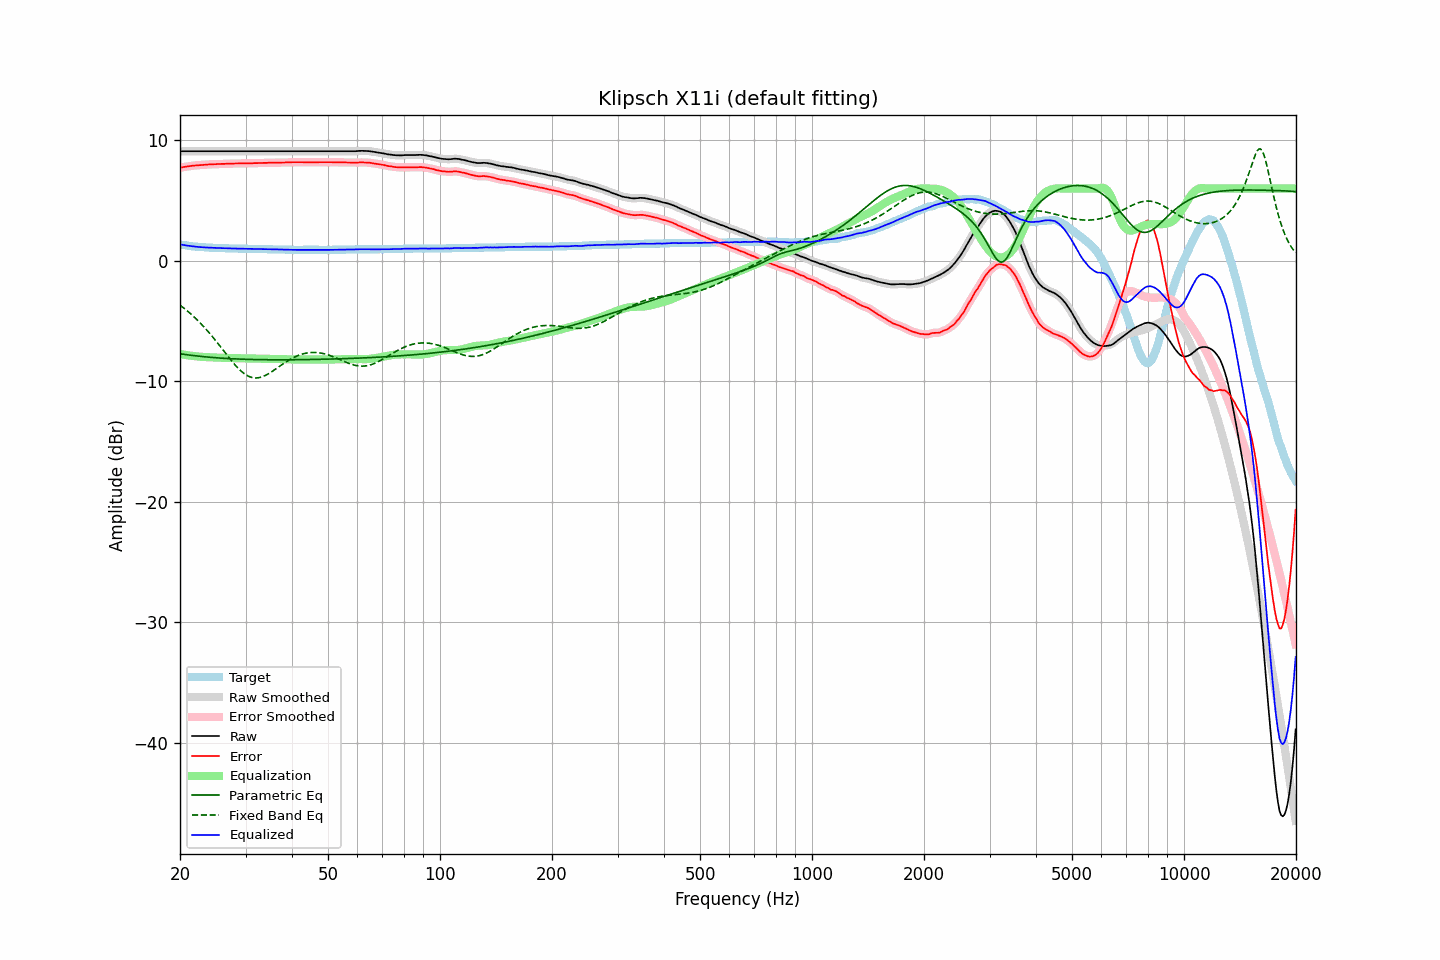 Klipsch X11i (default fitting)
10
0
−10
−20
−30
−40
Amplitude (dBr)
Target
Raw Smoothed
Error Smoothed
Raw
Error
Equalization
Parametric Eq
Fixed Band Eq
Equalized
20 50 100 200 500 1000 2000 5000 10000 20000
Frequency (Hz)